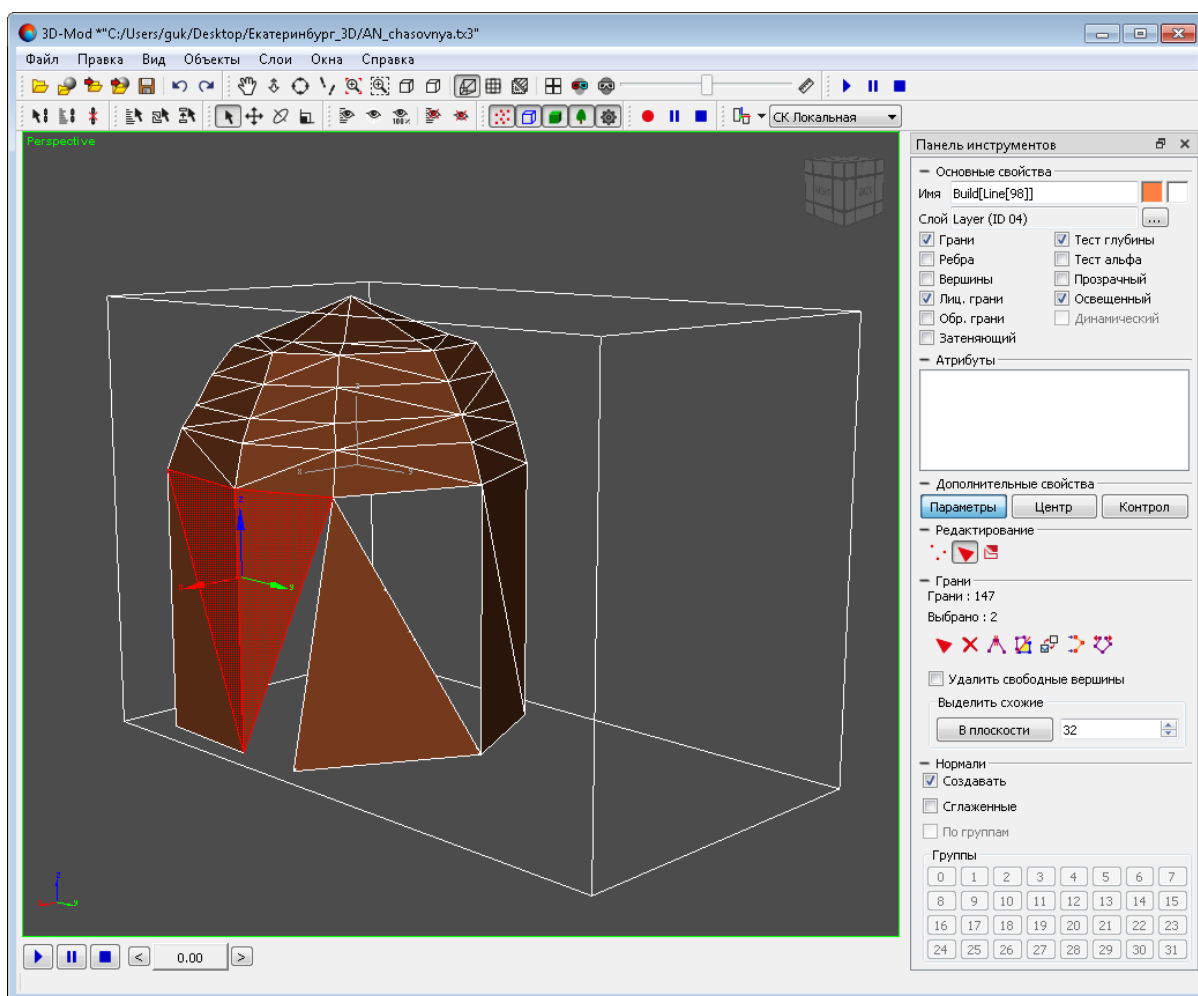 3D-Mod *"C:/Users/guk/Desktop/Екатеринбург_3D/AN_chasovnya.tx3"
Файл Правка Вид Объекты Слои Окна Справка
100%
СК Локальная
Perspective
Панель инструментов
Основные свойства
Имя Build[Line[98]]
Слой Layer (ID 04) ...
Грани Тест глубины
Ребра Тест альфа
Вершины Прозрачный
Лиц. грани Освещенный
Обр. грани Динамический
Затеняющий
Атрибуты
Дополнительные свойства
Параметры Центр Контрол
Редактирование
Грани
Грани : 147
Выбрано : 2
Удалить свободные вершины
Выделить схожие
В плоскости 32
Нормали
Создавать
Сглаженные
По группам
Группы
0 1 2 3 4 5 6 7
8 9 10 11 12 13 14 15
16 17 18 19 20 21 22 23
24 25 26 27 28 29 30 31
z
x y
z
x y
z
x y
< 0.00 >